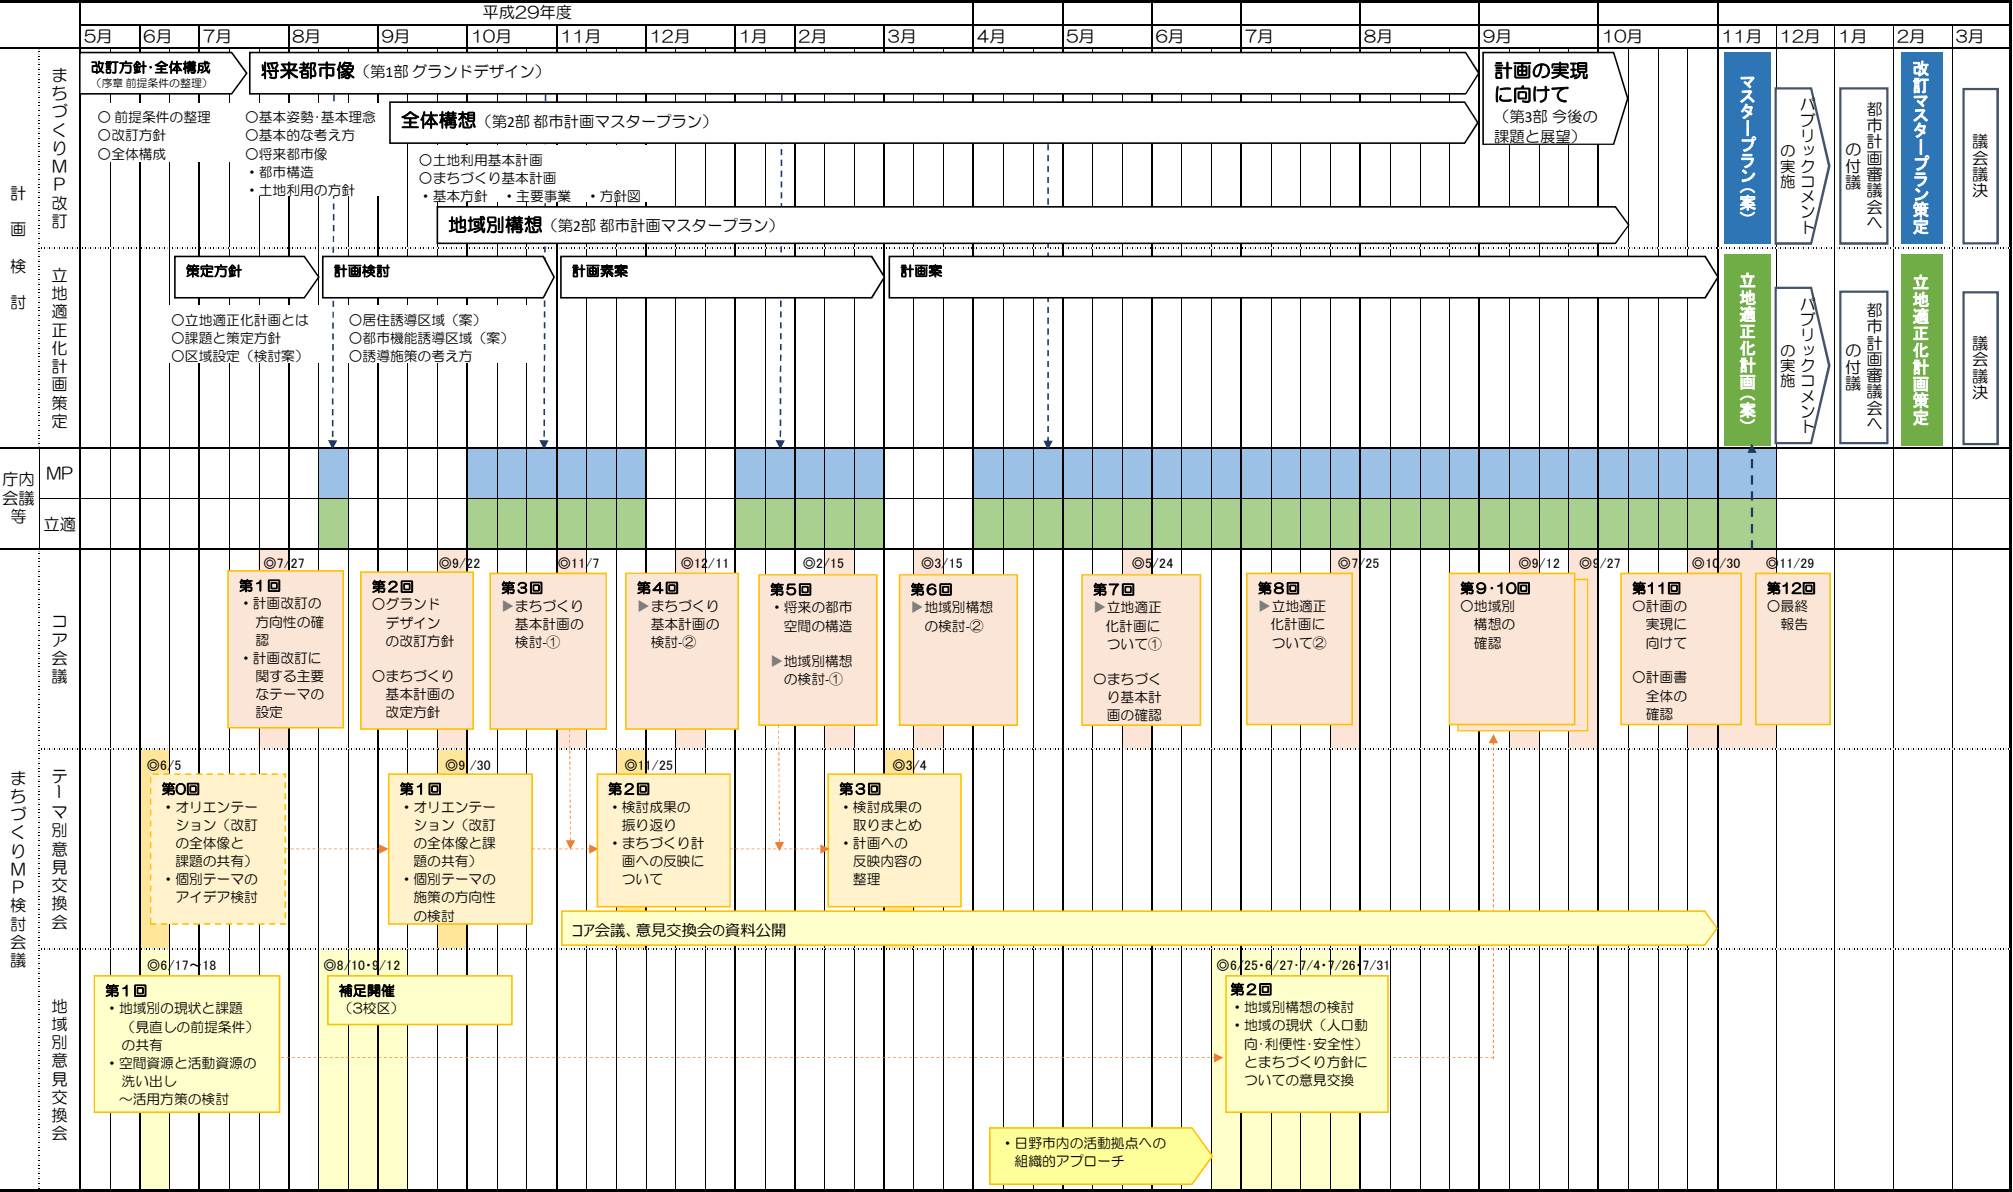 平成29年度
5月 6月 7月 8月 9月 10月 11月 12月 1月 2月 3月 4月 5月 6月 7月 8月 9月 10月 11月 12月 1月 2月 3月
計画検討
まちづくりMP改訂
改訂方針・全体構成
（序章 前提条件の整理）
〇 前提条件の整理
〇改訂方針
〇全体構成
将来都市像（第1部 グランドデザイン）
〇基本姿勢・基本理念
〇基本的な考え方
〇将来都市像
・都市構造
・土地利用の方針
全体構想（第2部 都市計画マスタープラン）
〇土地利用基本計画
〇まちづくり基本計画
・基本方針 ・主要事業 ・方針図
地域別構想（第2部 都市計画マスタープラン）
計画の実現
に向けて
（第3部 今後の
課題と展望）
マスタープラン（案）
パブリックコメント
の実施
都市計画審議会へ
の付議
改訂マスタープラン策定
議会議決
立地適正化計画策定
策定方針
〇立地適正化計画とは
〇課題と策定方針
〇区域設定（検討案）
計画検討
〇居住誘導区域（案）
〇都市機能誘導区域（案）
〇誘導施策の考え方
計画素案
計画案
立地適正化計画（案）
パブリックコメント
の実施
都市計画審議会へ
の付議
立地適正化計画策定
議会議決
庁内
会議
等
MP
立適
まちづくりMP検討会議
コア会議
◎7/27
第1回
・計画改訂の
方向性の確
認
・計画改訂に
関する主要
なテーマの
設定
◎9/22
第2回
〇グランド
デザイン
の改訂方針
〇まちづくり
基本計画の
改定方針
◎11/7
第3回
▶まちづくり
基本計画の
検討-①
◎12/11
第4回
▶まちづくり
基本計画の
検討-②
◎2/15
第5回
・将来の都市
空間の構造
▶地域別構想
の検討-①
◎3/15
第6回
▶地域別構想
の検討-②
◎5/24
第7回
▶立地適正
化計画に
ついて①
〇まちづく
り基本計
画の確認
◎7/25
第8回
▶立地適正
化計画に
ついて②
◎9/12 ◎9/27
第9・10回
〇地域別
構想の
確認
◎10/30
第11回
〇計画の
実現に
向けて
〇計画書
全体の
確認
◎11/29
第12回
〇最終
報告
テーマ別意見交換会
◎6/5
第0回
・オリエンテー
ション（改訂
の全体像と
課題の共有）
・個別テーマの
アイデア検討
◎9/30
第1回
・オリエンテー
ション（改訂
の全体像と課
題の共有）
・個別テーマの
施策の方向性
の検討
◎11/25
第2回
・検討成果の
振り返り
・まちづくり計
画への反映に
ついて
◎3/4
第3回
・検討成果の
取りまとめ
・計画への
反映内容の
整理
コア会議、意見交換会の資料公開
地域別意見交換会
◎6/17～18
第1回
・地域別の現状と課題
（見直しの前提条件）
の共有
・空間資源と活動資源の
洗い出し
～活用方策の検討
◎8/10・9/12
補足開催
（3校区）
◎6/25・6/27・7/4・7/26・7/31
第2回
・地域別構想の検討
・地域の現状（人口動
向・利便性・安全性）
とまちづくり方針に
ついての意見交換
・日野市内の活動拠点への
組織的アプローチ